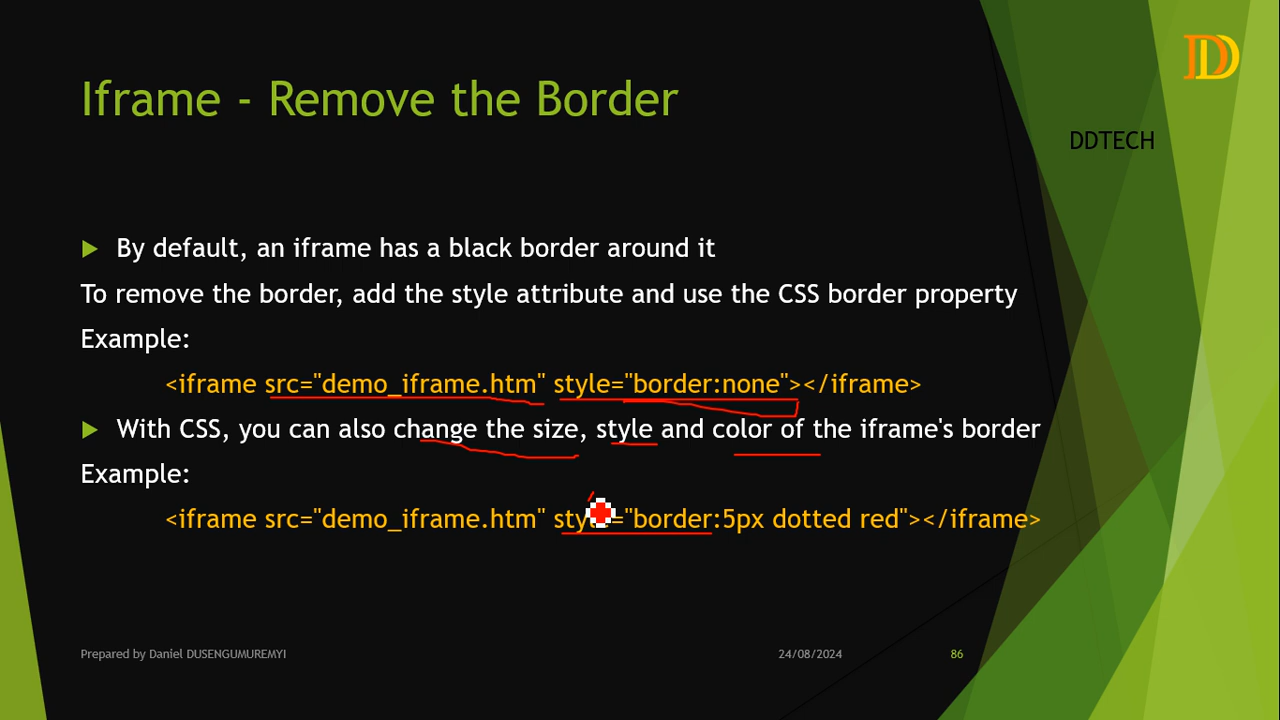 DD
Iframe - Remove the Border
DDTECH
By default, an iframe has a black border around it
To remove the border, add the style attribute and use the CSS border property
Example:
<iframe src="demo_iframe.htm" style="border:none"></iframe>
With CSS, you can also change the size, style and color of the iframe's border
Example:
<iframe src="demo_iframe.htm" style="border:5px dotted red"></iframe>
Prepared by Daniel DUSENGUMUREMYI
24/08/2024
86